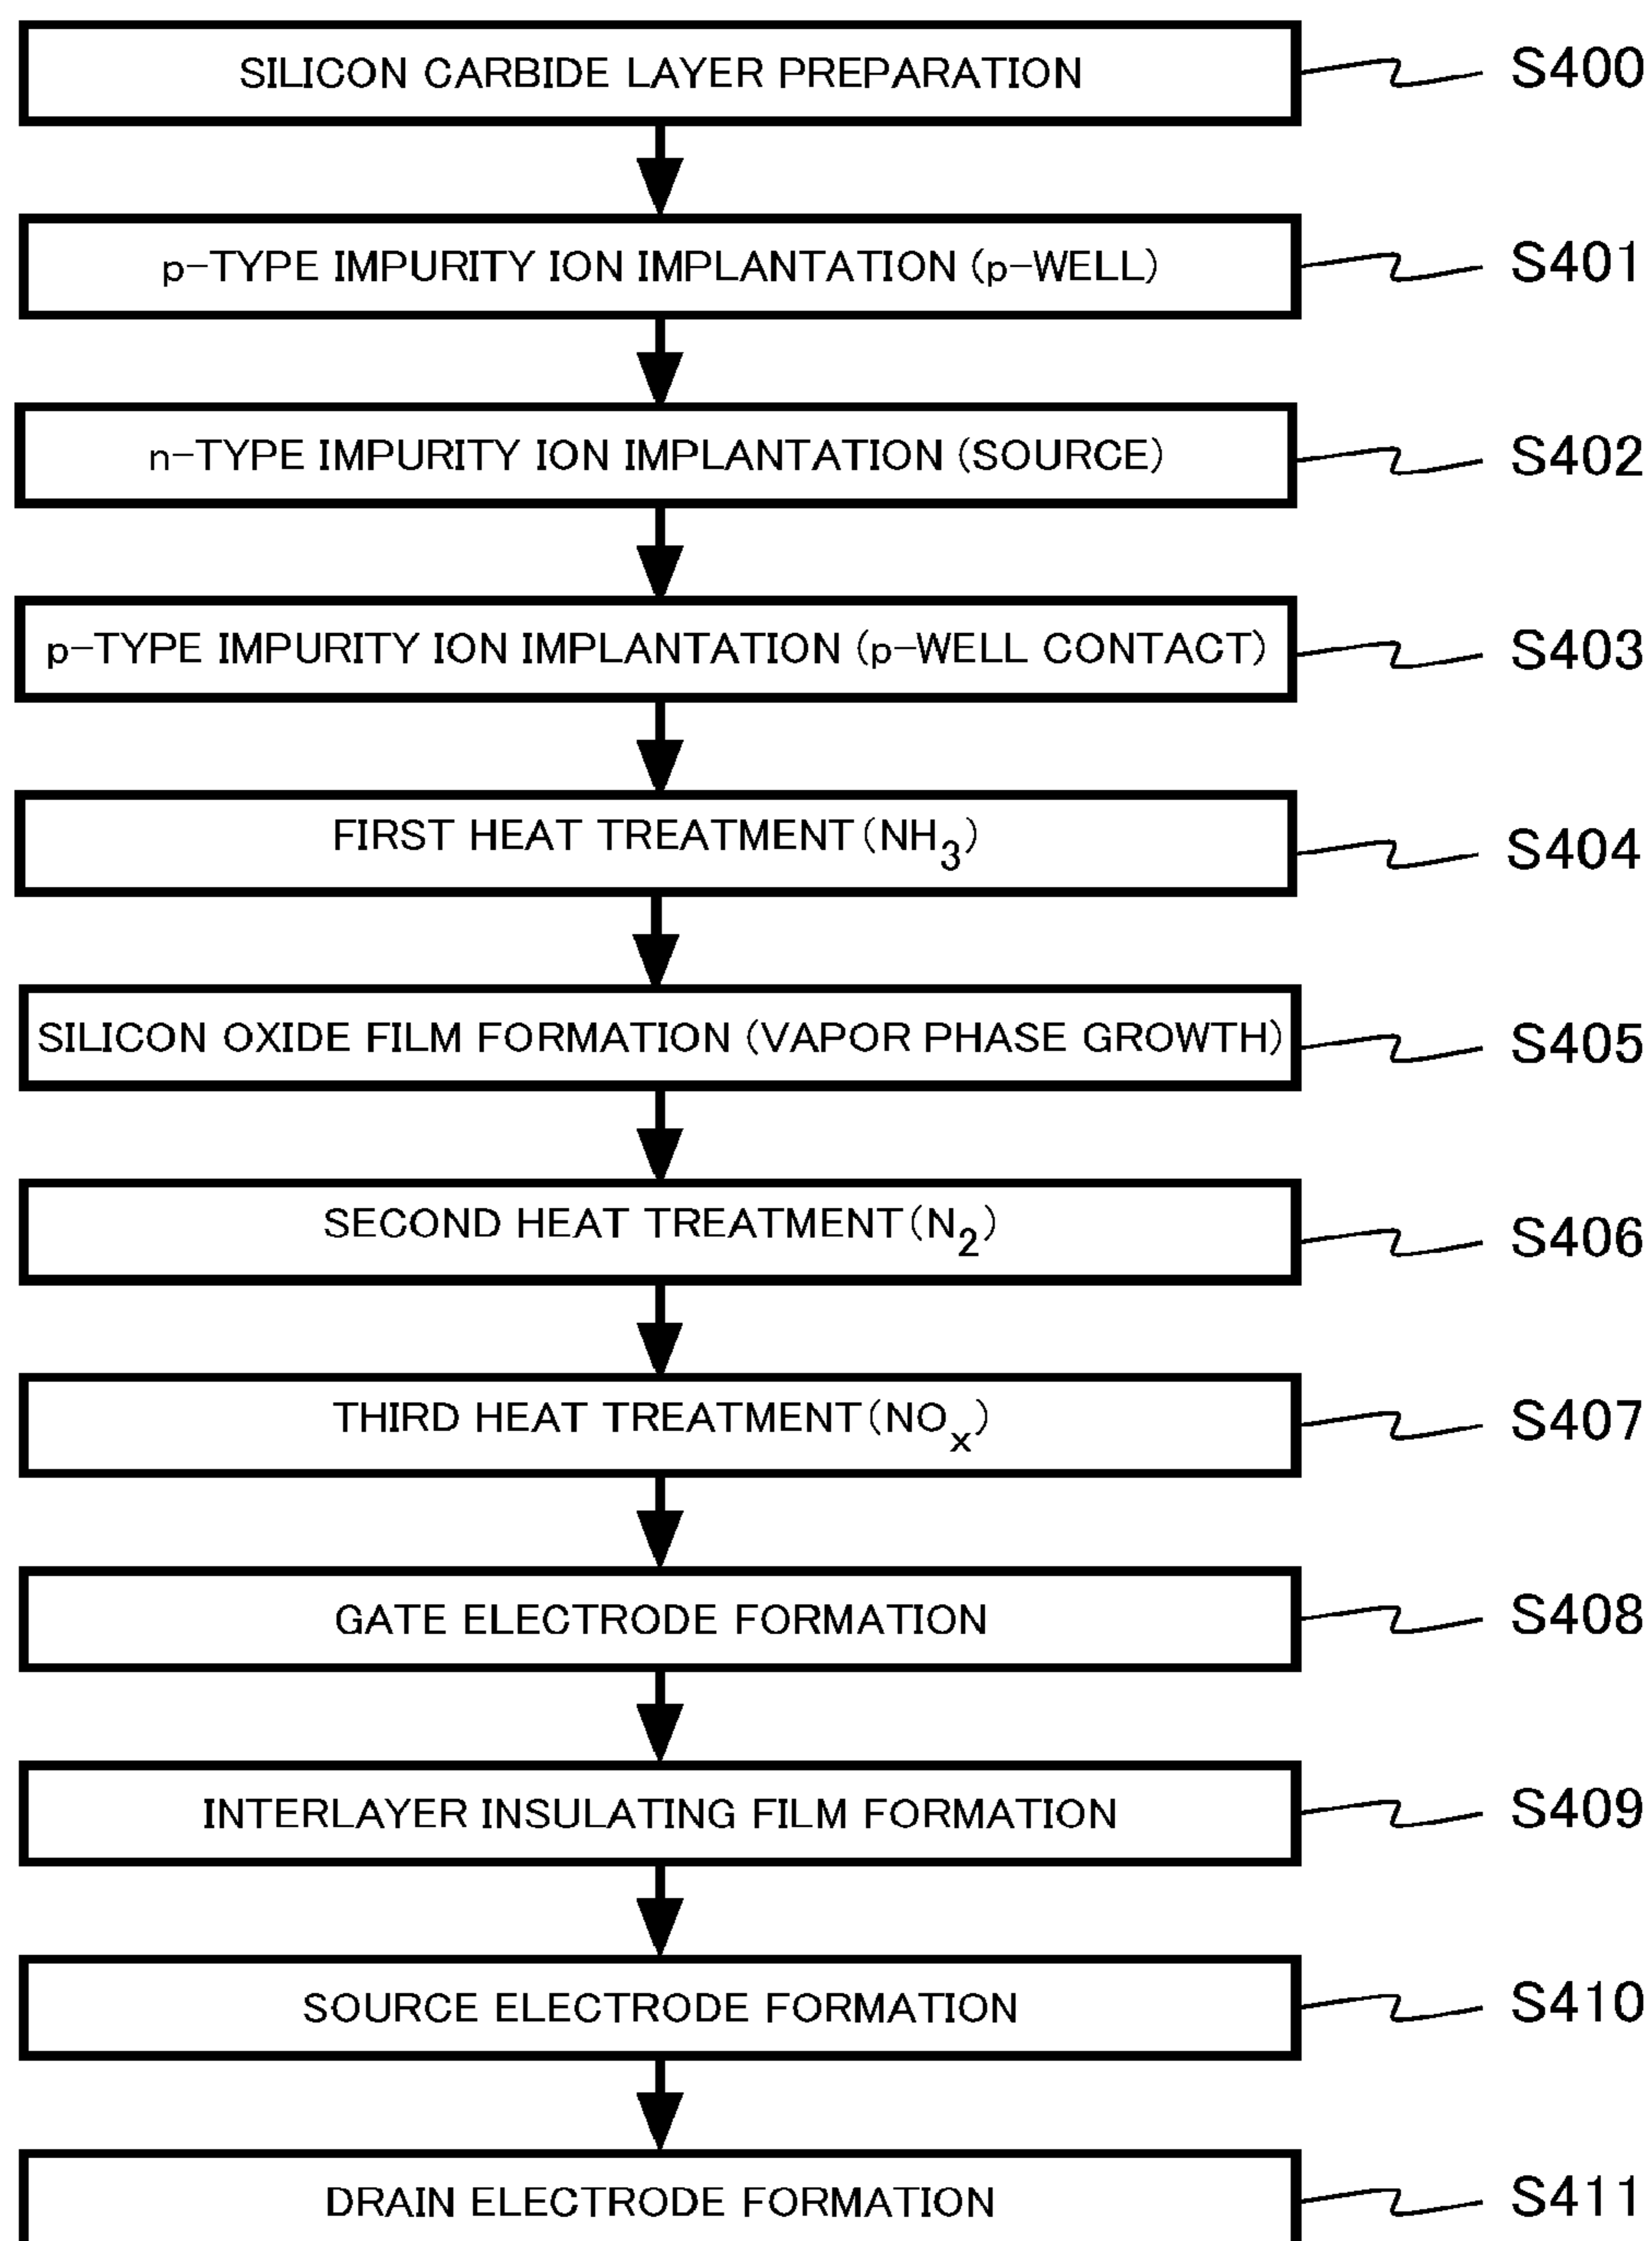 SILICON CARBIDE LAYER PREPARATION S400
p-TYPE IMPURITY ION IMPLANTATION (p-WELL) S401
n-TYPE IMPURITY ION IMPLANTATION (SOURCE) S402
p-TYPE IMPURITY ION IMPLANTATION (p-WELL CONTACT) S403
FIRST HEAT TREATMENT (NH3) S404
SILICON OXIDE FILM FORMATION (VAPOR PHASE GROWTH) S405
SECOND HEAT TREATMENT (N2) S406
THIRD HEAT TREATMENT (NOx) S407
GATE ELECTRODE FORMATION S408
INTERLAYER INSULATING FILM FORMATION S409
SOURCE ELECTRODE FORMATION S410
DRAIN ELECTRODE FORMATION S411